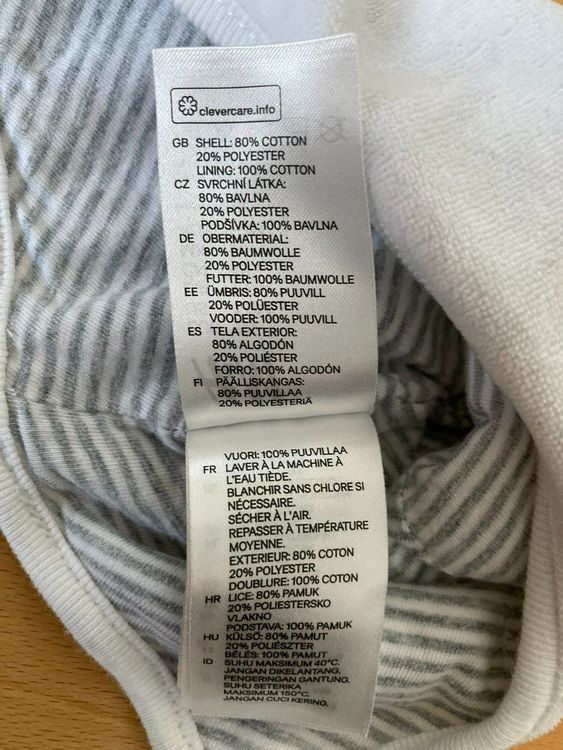 clevercare.info
GB SHELL: 80% COTTON
20% POLYESTER
LINING: 100% COTTON
CZ SVRCHNÍ LÁTKA:
80% BAVLNA
20% POLYESTER
PODŠÍVKA: 100% BAVLNA
DE OBERMATERIAL:
80% BAUMWOLLE
20% POLYESTER
FUTTER: 100% BAUMWOLLE
EE ÜMBRIS: 80% PUUVILL
20% POLÜESTER
VOODER: 100% PUUVILL
ES TELA EXTERIOR:
80% ALGODÓN
20% POLIÉSTER
FORRO: 100% ALGODÓN
FI PÄÄLLISKANGAS:
80% PUUVILLAA
20% POLYESTERIÄ
VUORI: 100% PUUVILLAA
FR LAVER À LA MACHINE À
L'EAU TIÈDE.
BLANCHIR SANS CHLORE SI
NÉCESSAIRE.
SÉCHER À L'AIR.
REPASSER À TEMPÉRATURE
MOYENNE.
EXTERIEUR: 80% COTON
20% POLYESTER
DOUBLURE: 100% COTON
HR LICE: 80% PAMUK
20% POLIESTERSKO
VLAKNO
PODSTAVA: 100% PAMUK
HU KÜLSŐ: 80% PAMUT
20% POLIÉSZTER
BÉLÉS: 100% PAMUT
ID SUHU MAKSIMUM 40°C.
JANGAN DIKELANTANG.
PENGERINGAN GANTUNG.
SUHU SETERIKA
MAKSIMUM 150°C.
JANGAN CUCI KERING.